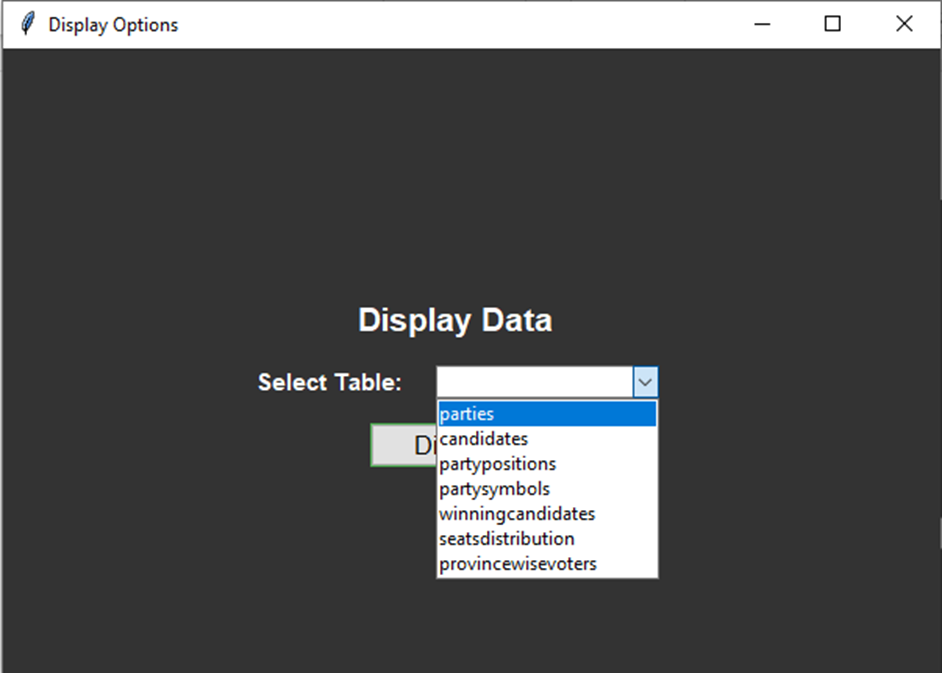 Display Options
Display Data
Select Table:
parties
candidates
partypositions
partysymbols
winningcandidates
seatsdistribution
provincewisevoters